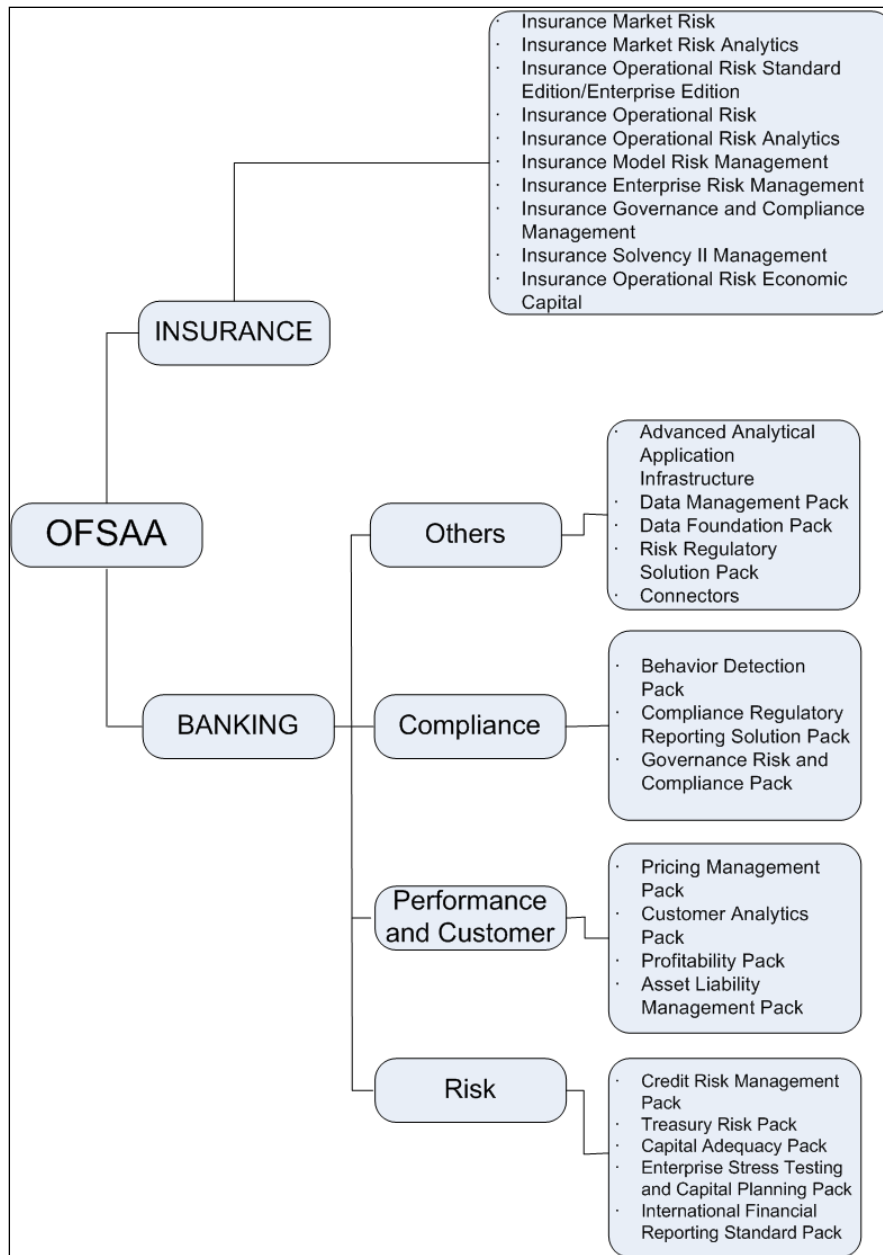 · Insurance Market Risk
· Insurance Market Risk Analytics
· Insurance Operational Risk Standard
Edition/Enterprise Edition
· Insurance Operational Risk
· Insurance Operational Risk Analytics
· Insurance Model Risk Management
· Insurance Enterprise Risk Management
· Insurance Governance and Compliance
Management
· Insurance Solvency II Management
· Insurance Operational Risk Economic
Capital
INSURANCE
OFSAA
BANKING
Others
· Advanced Analytical
Application
Infrastructure
· Data Management Pack
· Data Foundation Pack
· Risk Regulatory
Solution Pack
· Connectors
Compliance
· Behavior Detection
Pack
· Compliance Regulatory
Reporting Solution Pack
· Governance Risk and
Compliance Pack
Performance
and Customer
· Pricing Management
Pack
· Customer Analytics
Pack
· Profitability Pack
· Asset Liability
Management Pack
Risk
· Credit Risk Management
Pack
· Treasury Risk Pack
· Capital Adequacy Pack
· Enterprise Stress Testing
and Capital Planning Pack
· International Financial
Reporting Standard Pack